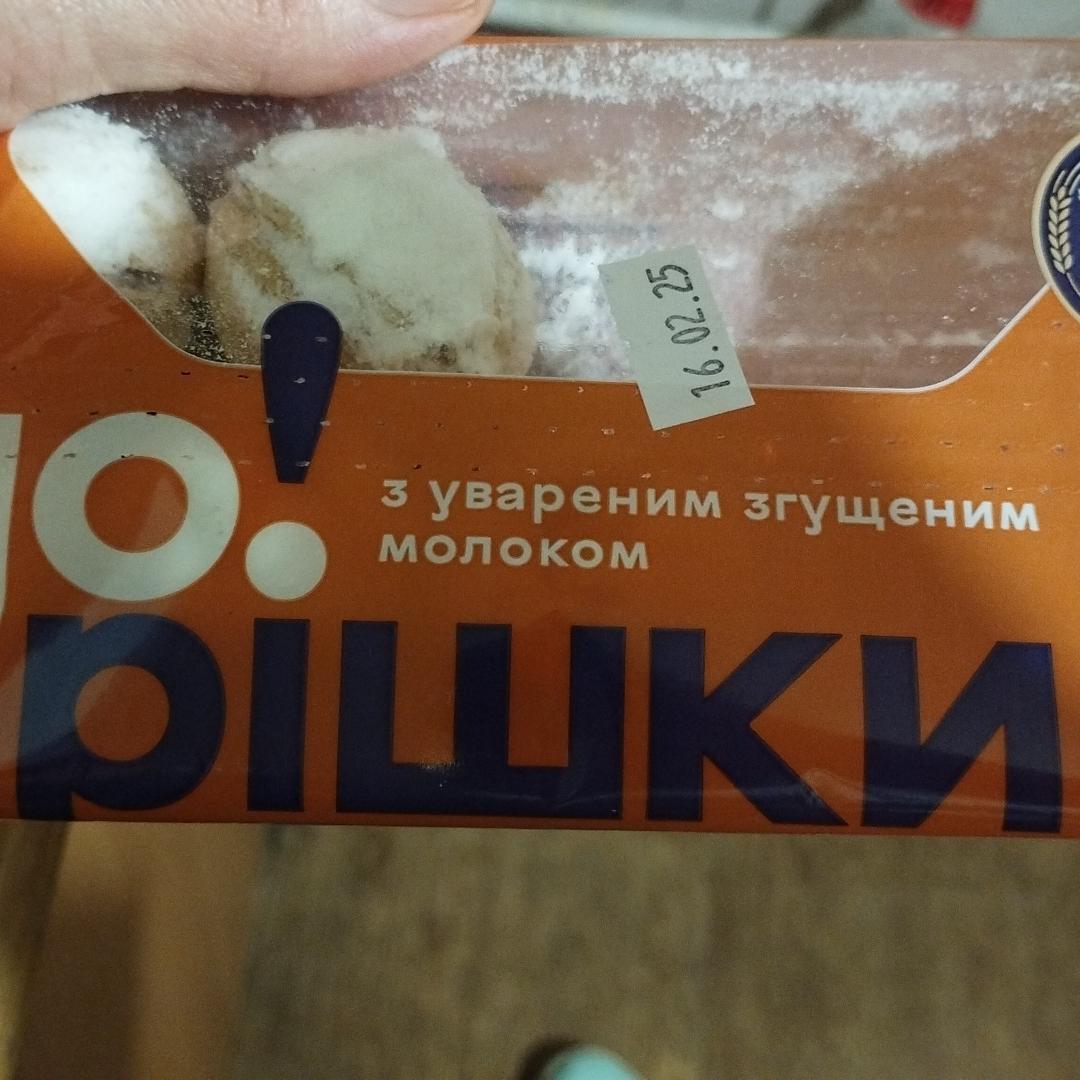 16.02.25
ю!
з увареним згущеним
молоком
рішки